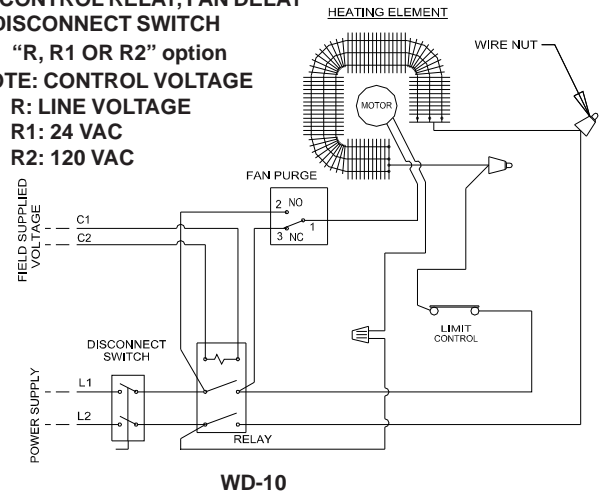 CONTROL RELAY, FAN DELAY
DISCONNECT SWITCH
“R, R1 OR R2” option
OTE: CONTROL VOLTAGE
R: LINE VOLTAGE
R1: 24 VAC
R2: 120 VAC
HEATING ELEMENT
WIRE NUT
MOTOR
FAN PURGE
2 NO
1
3 NC
FIELD SUPPLIED
VOLTAGE
C1
C2
LIMIT
CONTROL
DISCONNECT
SWITCH
POWER SUPPLY
L1
L2
RELAY
WD-10